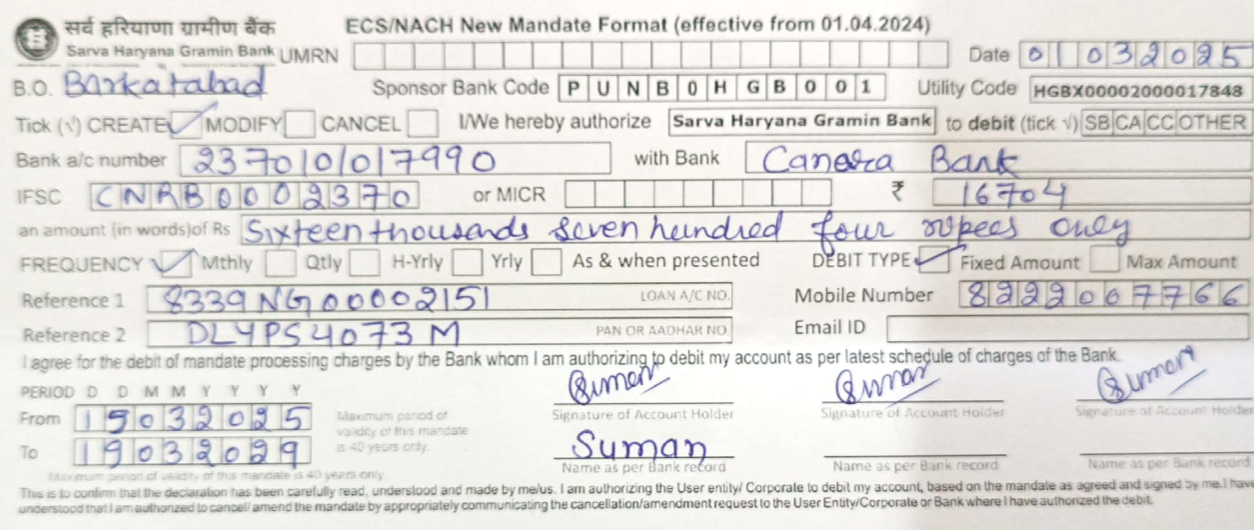 सर्व हरियाणा ग्रामीण बैंक ECS/NACH New Mandate Format (effective from 01.04.2024)
Sarva Haryana Gramin Bank UMRN Date 01032025
B.O. Barkatabad Sponsor Bank Code PUNB0HGB001 Utility Code HGBX00002000017848
Tick (√) CREATE ✓ MODIFY CANCEL I/We hereby authorize Sarva Haryana Gramin Bank to debit (tick √) SB CA CC OTHER
Bank a/c number 2370101017990 with Bank Canara Bank
IFSC CNRB0002370 or MICR ₹ 16704
an amount (in words) of Rs Sixteen thousands seven hundred four rupees only
FREQUENCY ✓ Mthly Qtly H-Yrly Yrly As & when presented DEBIT TYPE ✓ Fixed Amount Max Amount
Reference 1 8339NG00002151 LOAN A/C NO. Mobile Number 8222007766
Reference 2 DLYPS4073M PAN OR AADHAR NO. Email ID
I agree for the debit of mandate processing charges by the Bank whom I am authorizing to debit my account as per latest schedule of charges of the Bank.
PERIOD D D M M Y Y Y Y Suman Suman Suman
From 15032025 Maximum period of validity of this mandate is 40 years only. Signature of Account Holder Signature of Account Holder Signature of Account Holder
To 19032029 Suman
Name as per Bank record Name as per Bank record Name as per Bank record
Maximum period of validity of this mandate is 40 years only
This is to confirm that the declaration has been carefully read, understood and made by me/us. I am authorizing the User entity/ Corporate to debit my account, based on the mandate as agreed and signed by me. I have
understood that I am authorized to cancel/ amend the mandate by appropriately communicating the cancellation/amendment request to the User Entity/Corporate or Bank where I have authorized the debit.